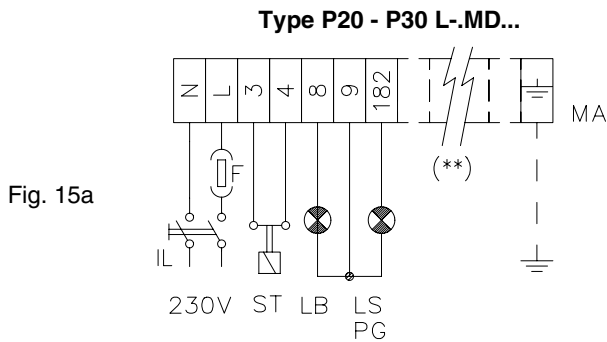 Type P20 - P30 L-.MD...
N L 3 4 8 9 182
MA
(**)
F
Fig. 15a
IL
230V ST LB LS
PG